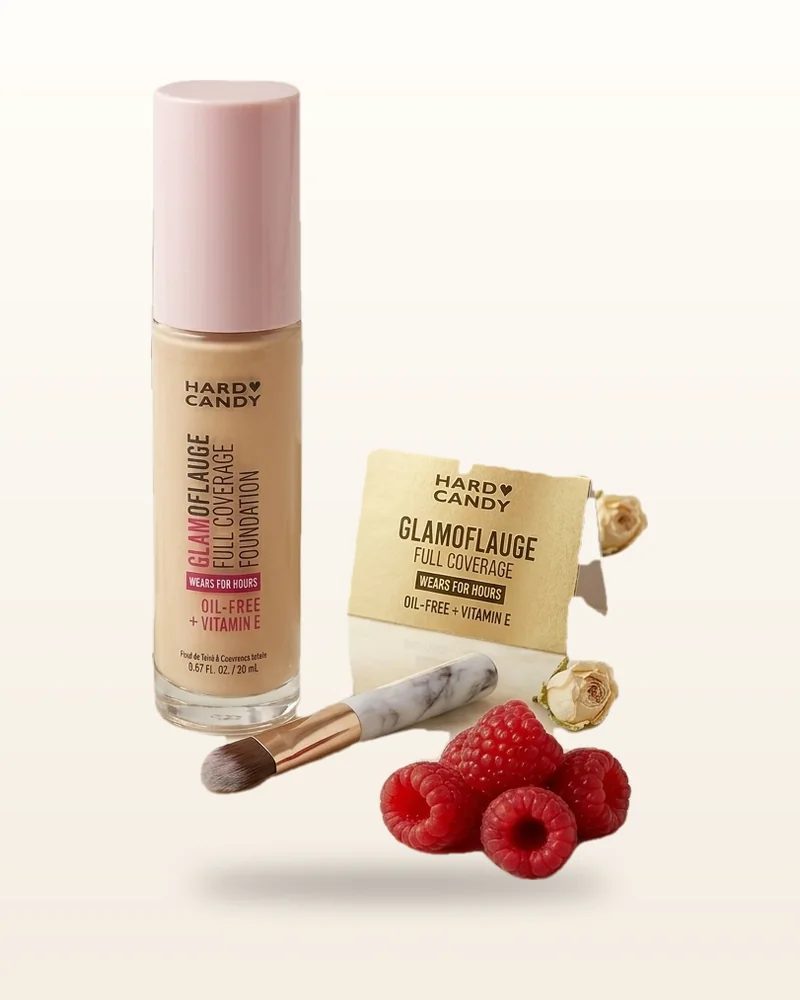 HARD♥
CANDY
GLAMOFLAUGE
FULL COVERAGE
FOUNDATION
WEARS FOR HOURS
OIL-FREE
+ VITAMIN E
0.67 FL. OZ. / 20 mL
HARD♥
CANDY
GLAMOFLAUGE
FULL COVERAGE
WEARS FOR HOURS
OIL-FREE + VITAMIN E